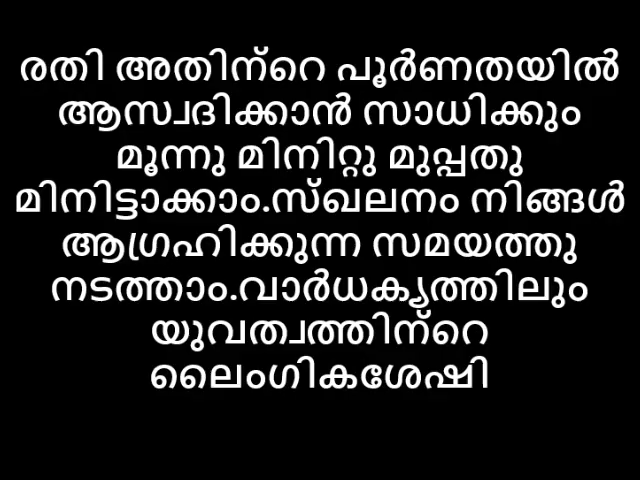 രതി അതിന്റെ പൂർണതയിൽ
ആസ്വദിക്കാൻ സാധിക്കും
മൂന്നു മിനിറ്റു മുപ്പതു
മിനിട്ടാക്കാം.സ്ഖലനം നിങ്ങൾ
ആഗ്രഹിക്കുന്ന സമയത്തു
നടത്താം.വാർധക്യത്തിലും
യുവത്വത്തിന്റെ
ലൈംഗികശേഷി